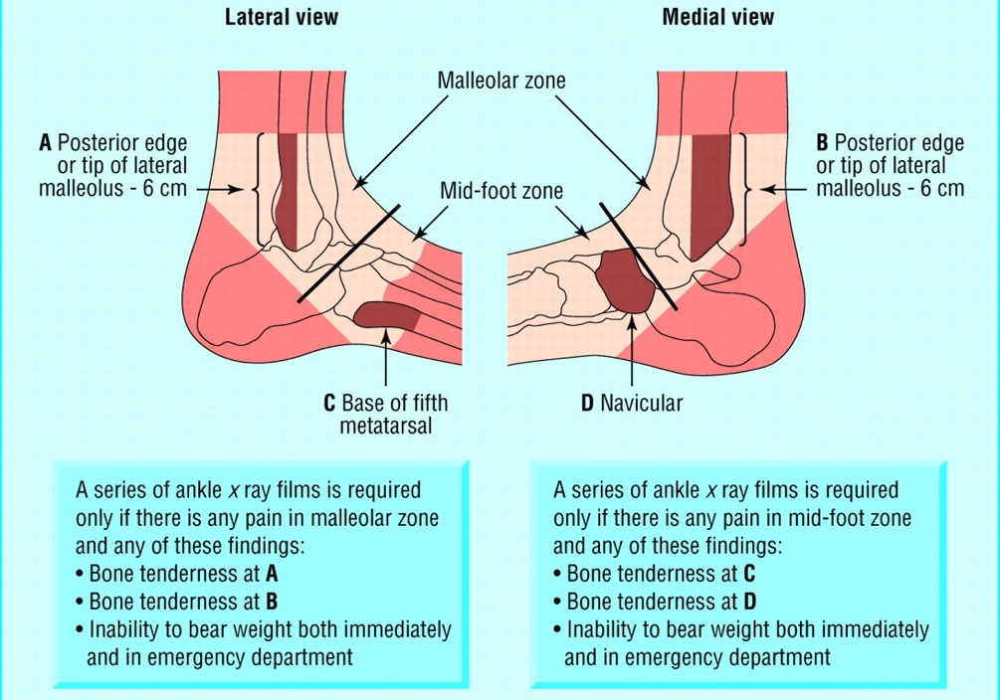 Lateral view
Medial view
Malleolar zone
A Posterior edge
or tip of lateral
malleolus - 6 cm
B Posterior edge
or tip of lateral
malleolus - 6 cm
Mid-foot zone
C Base of fifth
metatarsal
D Navicular
A series of ankle x ray films is required
only if there is any pain in malleolar zone
and any of these findings:
• Bone tenderness at A
• Bone tenderness at B
• Inability to bear weight both immediately
and in emergency department
A series of ankle x ray films is required
only if there is any pain in mid-foot zone
and any of these findings:
• Bone tenderness at C
• Bone tenderness at D
• Inability to bear weight both immediately
and in emergency department